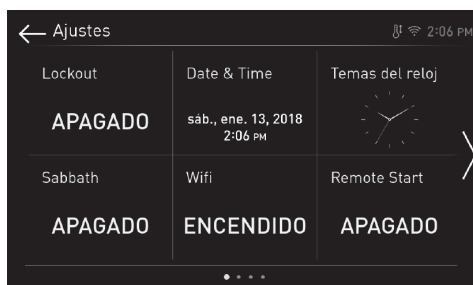 Ajustes
2:06 PM
Lockout
Date & Time
Temas del reloj
APAGADO
sáb., ene. 13, 2018
2:06 PM
Sabbath
Wifi
Remote Start
APAGADO
ENCENDIDO
APAGADO